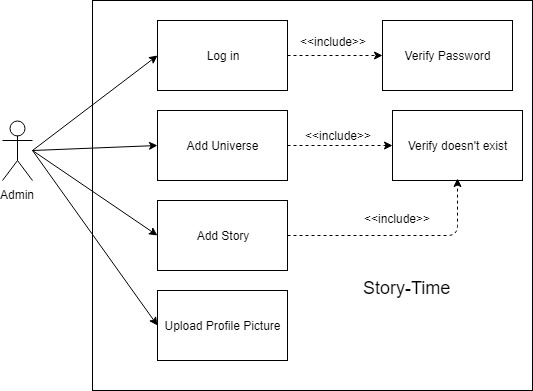 Log in
<<include>>
Verify Password
Add Universe
<<include>>
Verify doesn't exist
Admin
Add Story
<<include>>
Story-Time
Upload Profile Picture